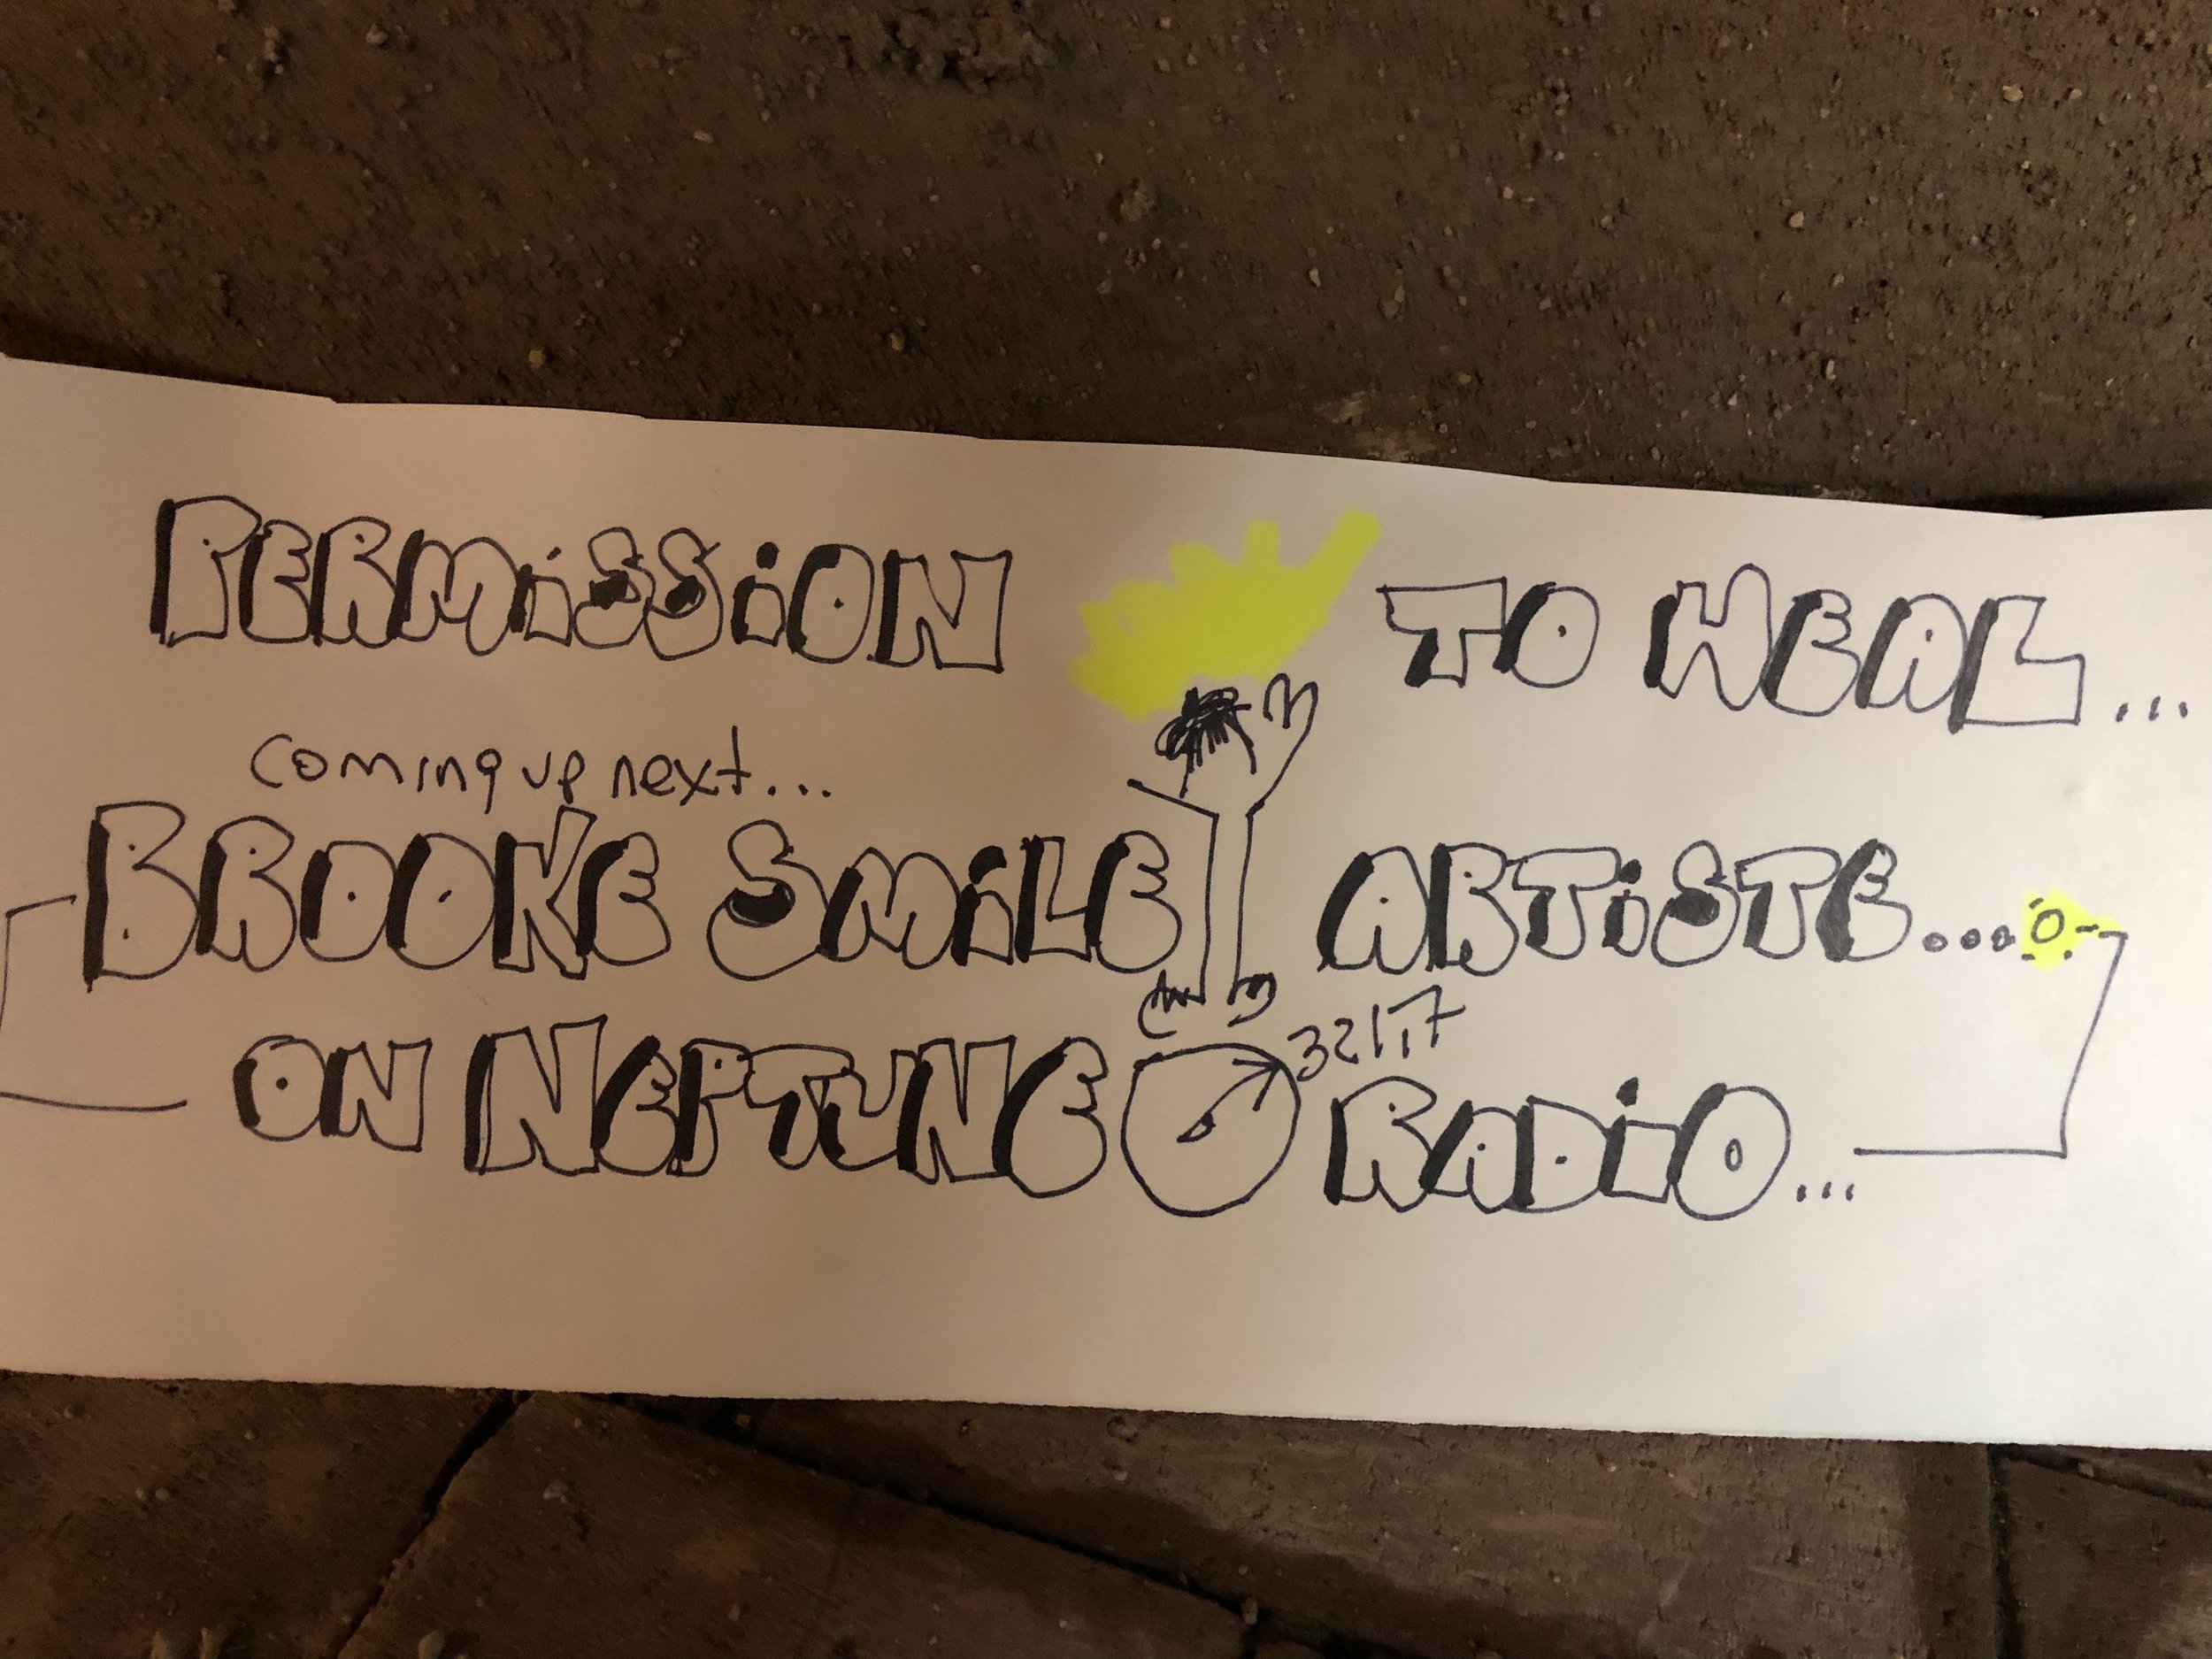 PERMiSSiON TO HEAL...
coming up next...
BROOKE SMiLE ARTiSTE....
321.7
ON NEPTUNE RADiO...